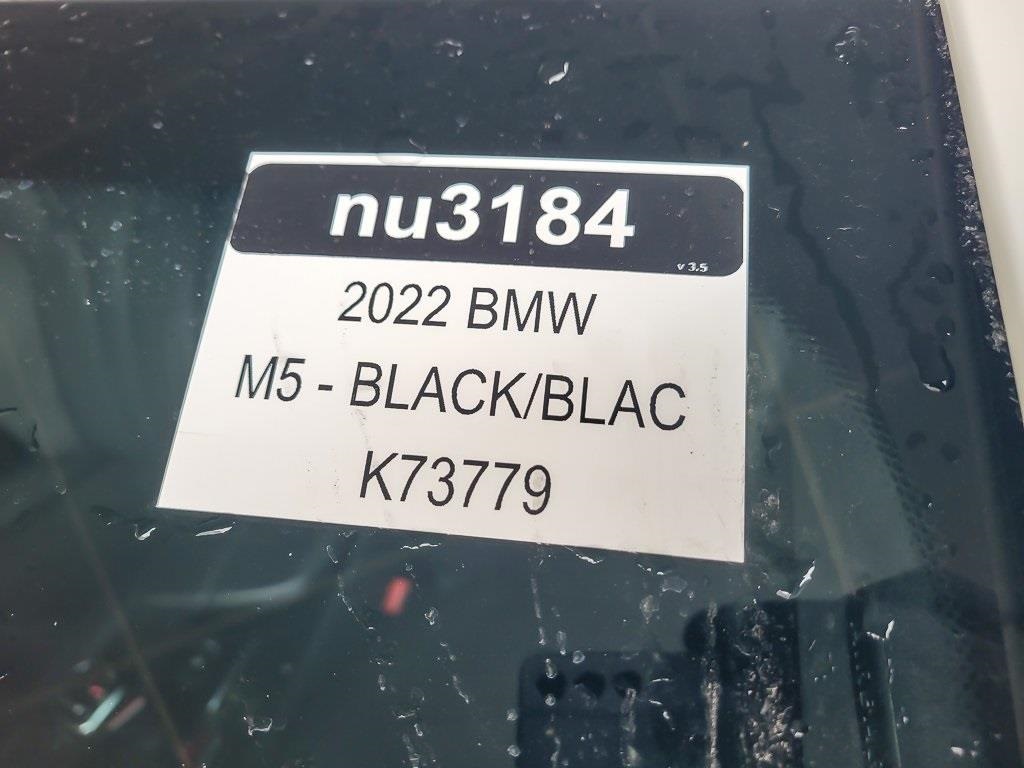 nu3184
v 3.5
2022 BMW
M5 - BLACK/BLAC
K73779